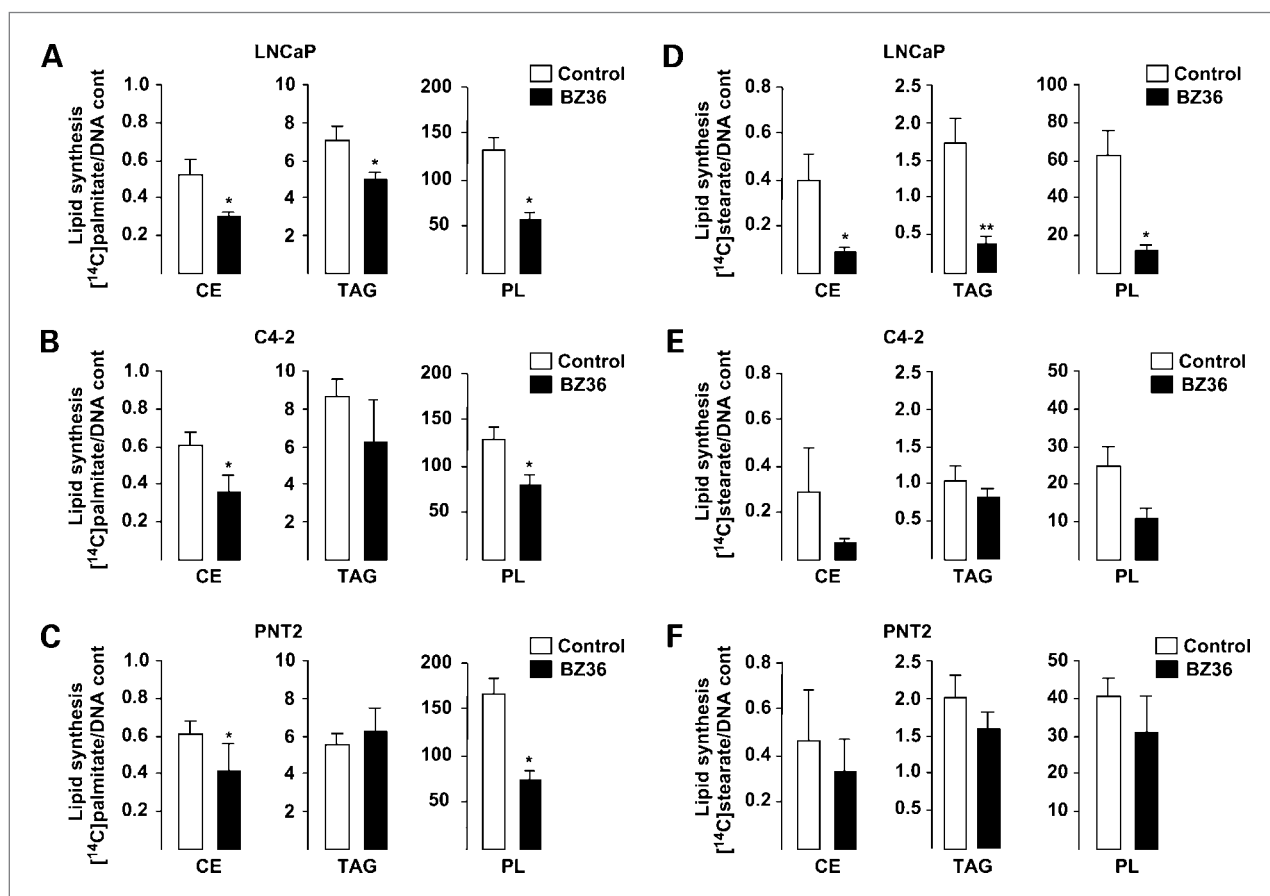 A
LNCaP
Control
BZ36
Lipid synthesis
[14C]palmitate/DNA cont
1.0
0.8
0.6
0.4
0.2
CE
10
8
6
4
2
TAG
200
150
100
50
PL
*
*
*
D
LNCaP
Control
BZ36
Lipid synthesis
[14C]stearate/DNA cont
0.8
0.6
0.4
0.2
CE
2.5
2.0
1.5
1.0
0.5
TAG
100
80
60
40
20
PL
*
**
*
B
C4-2
Control
BZ36
Lipid synthesis
[14C]palmitate/DNA cont
1.0
0.8
0.6
0.4
0.2
CE
10
8
6
4
2
TAG
200
150
100
50
PL
*
*
E
C4-2
Control
BZ36
Lipid synthesis
[14C]stearate/DNA cont
0.8
0.6
0.4
0.2
CE
2.5
2.0
1.5
1.0
0.5
TAG
50
40
30
20
10
PL
C
PNT2
Control
BZ36
Lipid synthesis
[14C]palmitate/DNA cont
1.0
0.8
0.6
0.4
0.2
CE
10
8
6
4
2
TAG
200
150
100
50
PL
*
*
F
PNT2
Control
BZ36
Lipid synthesis
[14C]stearate/DNA cont
0.8
0.6
0.4
0.2
CE
2.5
2.0
1.5
1.0
0.5
TAG
50
40
30
20
10
PL